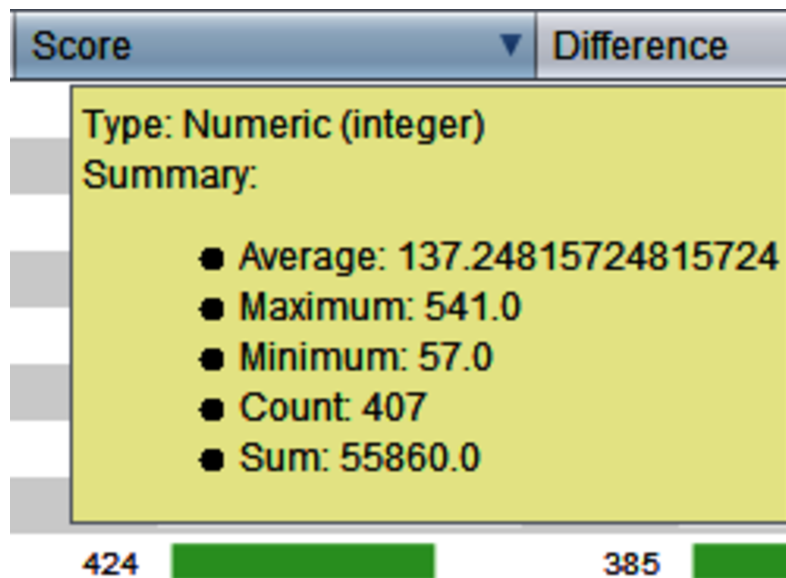 Score ▼ Difference
Type: Numeric (integer)
Summary:
● Average: 137.24815724815724
● Maximum: 541.0
● Minimum: 57.0
● Count: 407
● Sum: 55860.0
424 385